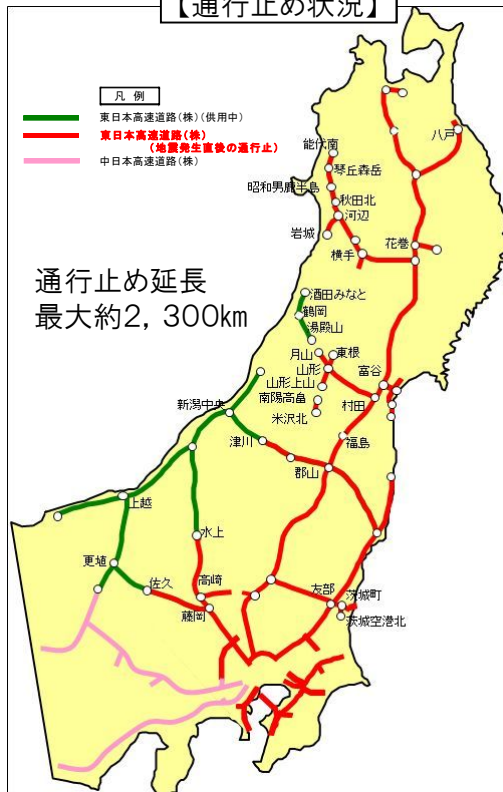 【通行止め状況】
凡 例
東日本高速道路(株)(供用中)
東日本高速道路(株)
(地震発生直後の通行止)
中日本高速道路(株)
通行止め延長
最大約2,300km
能代南
八戸
琴丘森岳
昭和男鹿半島
秋田北
河辺
岩城
花巻
横手
酒田みなと
鶴岡
湯殿山
月山
東根
山形
富谷
山形上山
南陽高畠
村田
新潟中央
米沢北
福島
津川
郡山
上越
水上
更埴
佐久
高崎
友部
茨城町
藤岡
茨城空港北